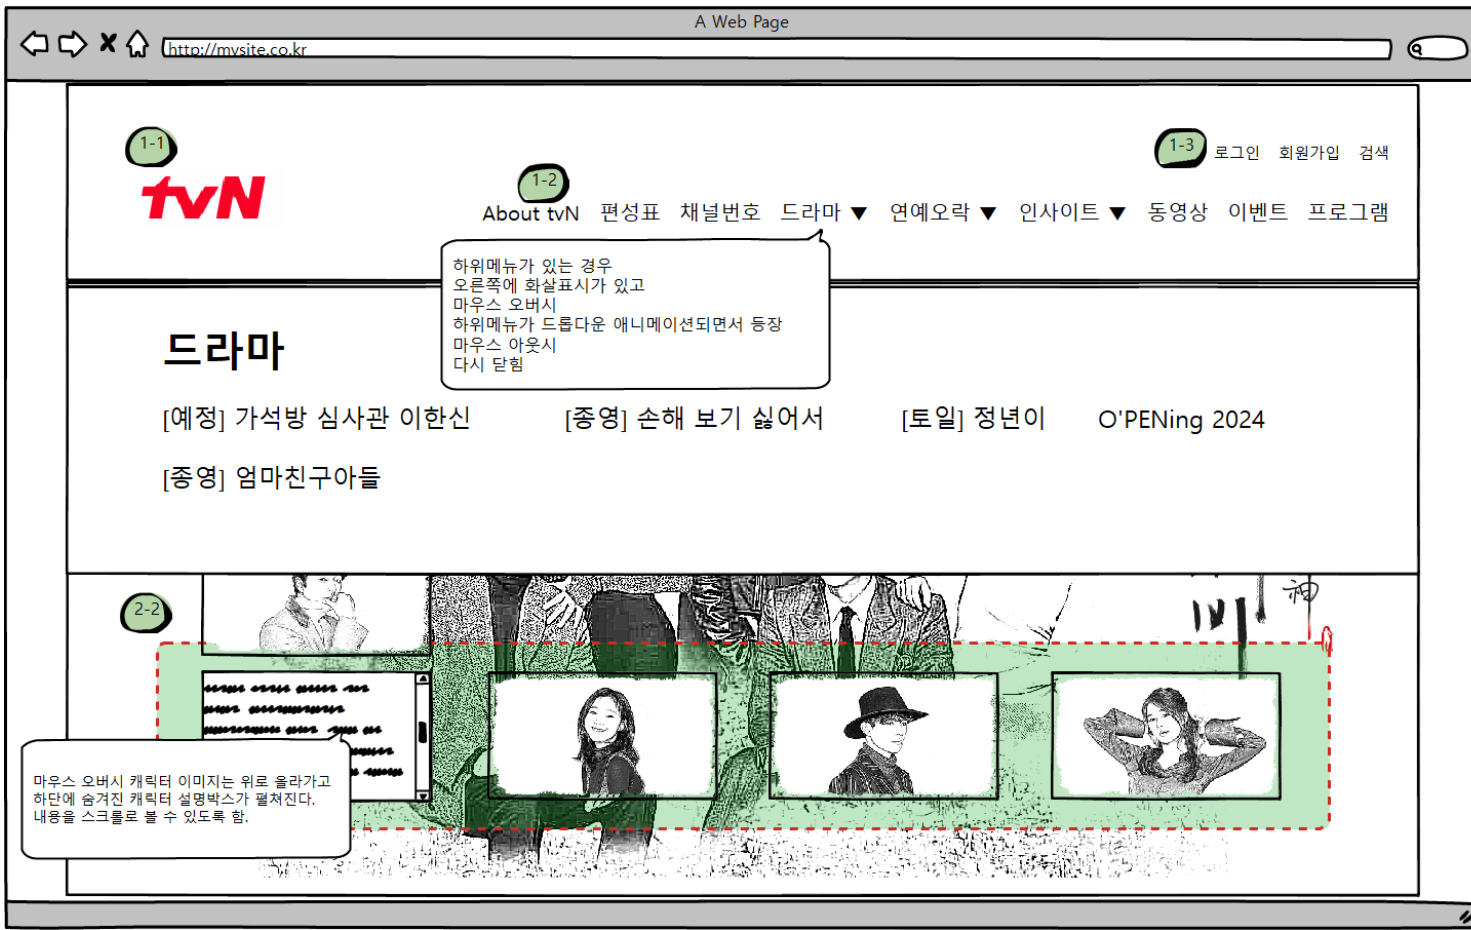 A Web Page
http://mysite.co.kr
1-1
tvN
1-2
1-3
로그인 회원가입 검색
About tvN 편성표 채널번호 드라마 ▼ 연예오락 ▼ 인사이트 ▼ 동영상 이벤트 프로그램
하위메뉴가 있는 경우
오른쪽에 화살표시가 있고
마우스 오버시
하위메뉴가 드롭다운 애니메이션되면서 등장
마우스 아웃시
다시 닫힘
드라마
[예정] 가석방 심사관 이한신 [종영] 손해 보기 싫어서 [토일] 정년이 O'PENing 2024
[종영] 엄마친구아들
2-2
마우스 오버시 캐릭터 이미지는 위로 올라가고
하단에 숨겨진 캐릭터 설명박스가 펼쳐진다.
내용을 스크롤로 볼 수 있도록 함.